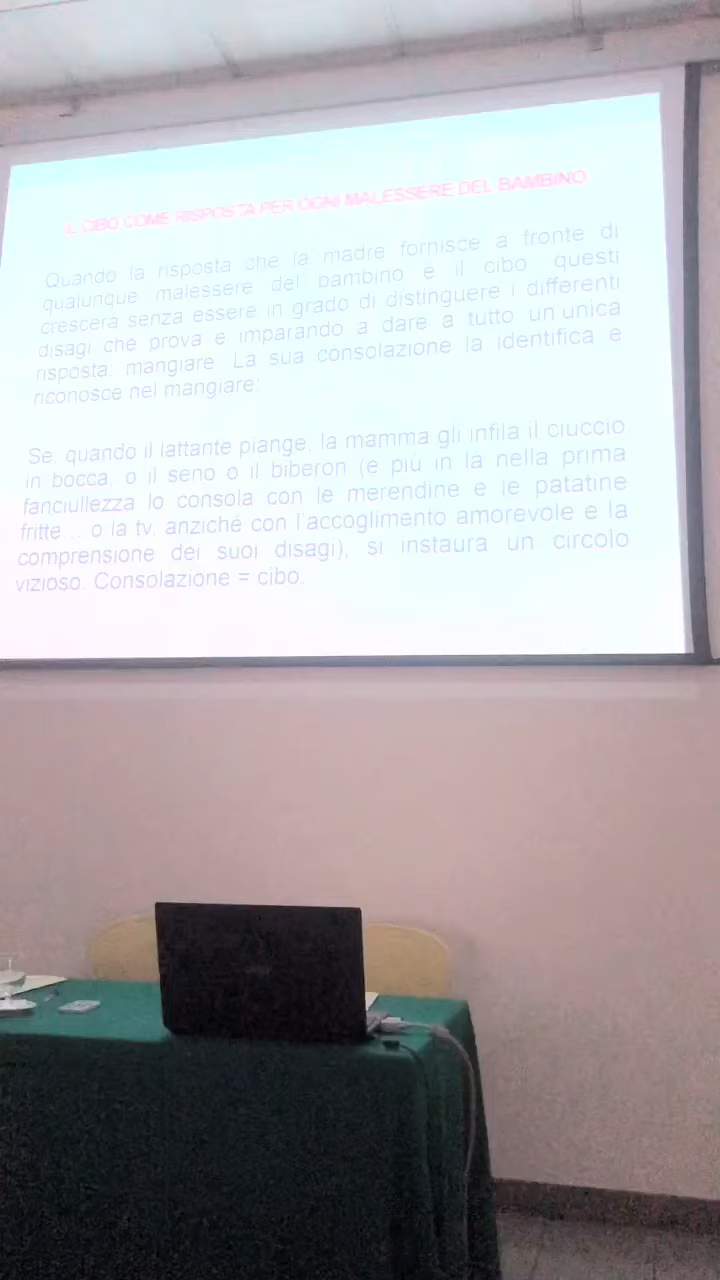 IL CIBO COME RISPOSTA PER OGNI MALESSERE DEL BAMBINO
Quando la risposta che la madre fornisce a fronte di
qualunque malessere del bambino è il cibo, questi
crescerà senza essere in grado di distinguere i differenti
disagi che prova e imparando a dare a tutto un'unica
risposta: mangiare. La sua consolazione la identifica e
riconosce nel mangiare.
Se, quando il lattante piange, la mamma gli infila il ciuccio
in bocca, o il seno o il biberon (e più in là nella prima
fanciullezza lo consola con le merendine e le patatine
fritte... o la tv, anziché con l'accoglimento amorevole e la
comprensione dei suoi disagi), si instaura un circolo
vizioso. Consolazione = cibo.